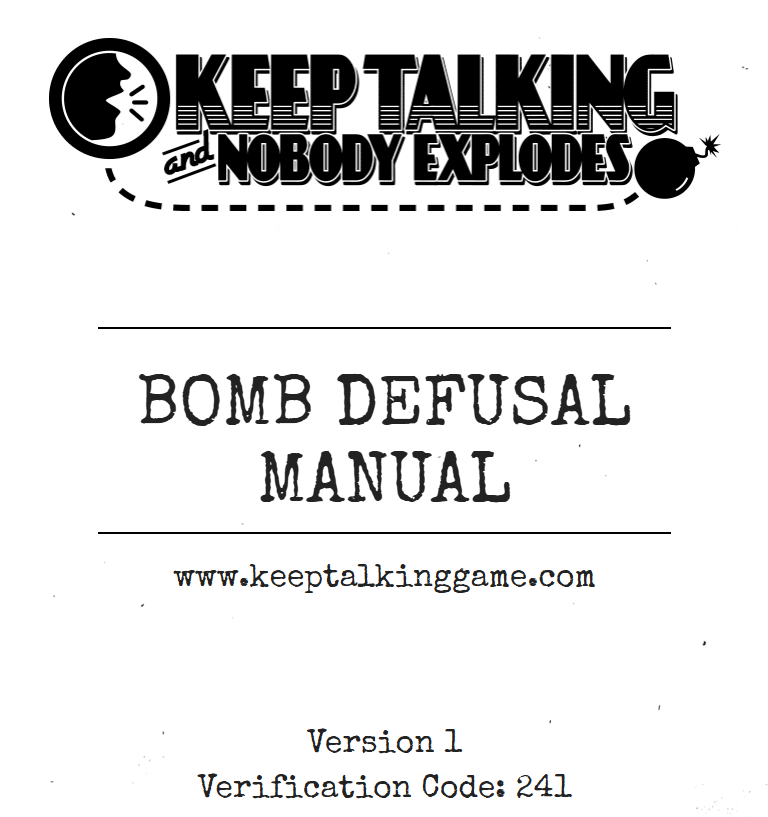 KEEP TALKING
and NOBODY EXPLODES
BOMB DEFUSAL
MANUAL
www.keeptalkinggame.com
Version 1
Verification Code: 241